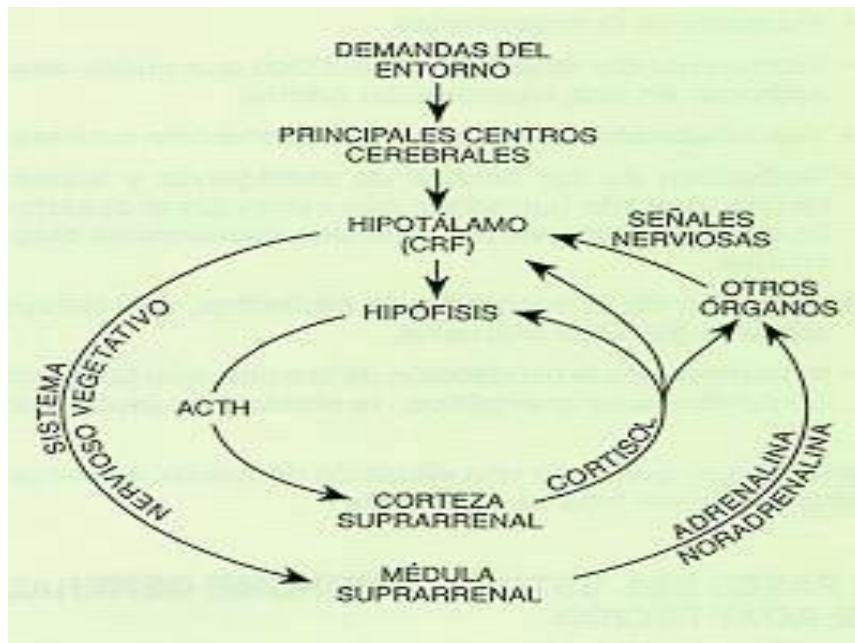 DEMANDAS DEL
ENTORNO
PRINCIPALES CENTROS
CEREBRALES
HIPOTÁLAMO
(CRF)
SEÑALES
NERVIOSAS
OTROS
ÓRGANOS
HIPÓFISIS
SISTEMA
NERVIOSO VEGETATIVO
ACTH
CORTISOL
CORTEZA
SUPRARRENAL
ADRENALINA
NORADRENALINA
MÉDULA
SUPRARRENAL